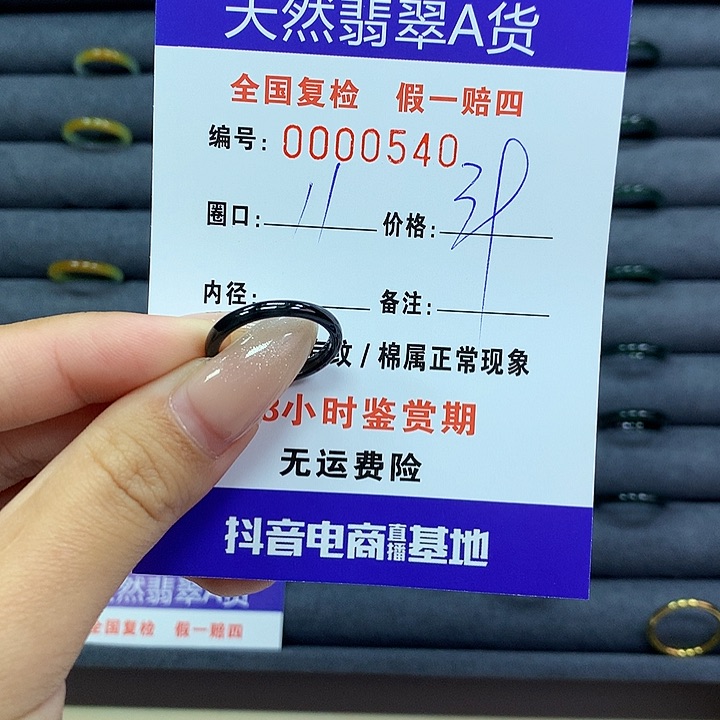 天然翡翠A货
全国复检 假一赔四
编号: 0000540
圈口: 11 价格:
内径: 备注:
纹/棉属正常现象
8小时鉴赏期
无运费险
抖音电商直播基地
然翡翠A货
全国复检 假一赔四